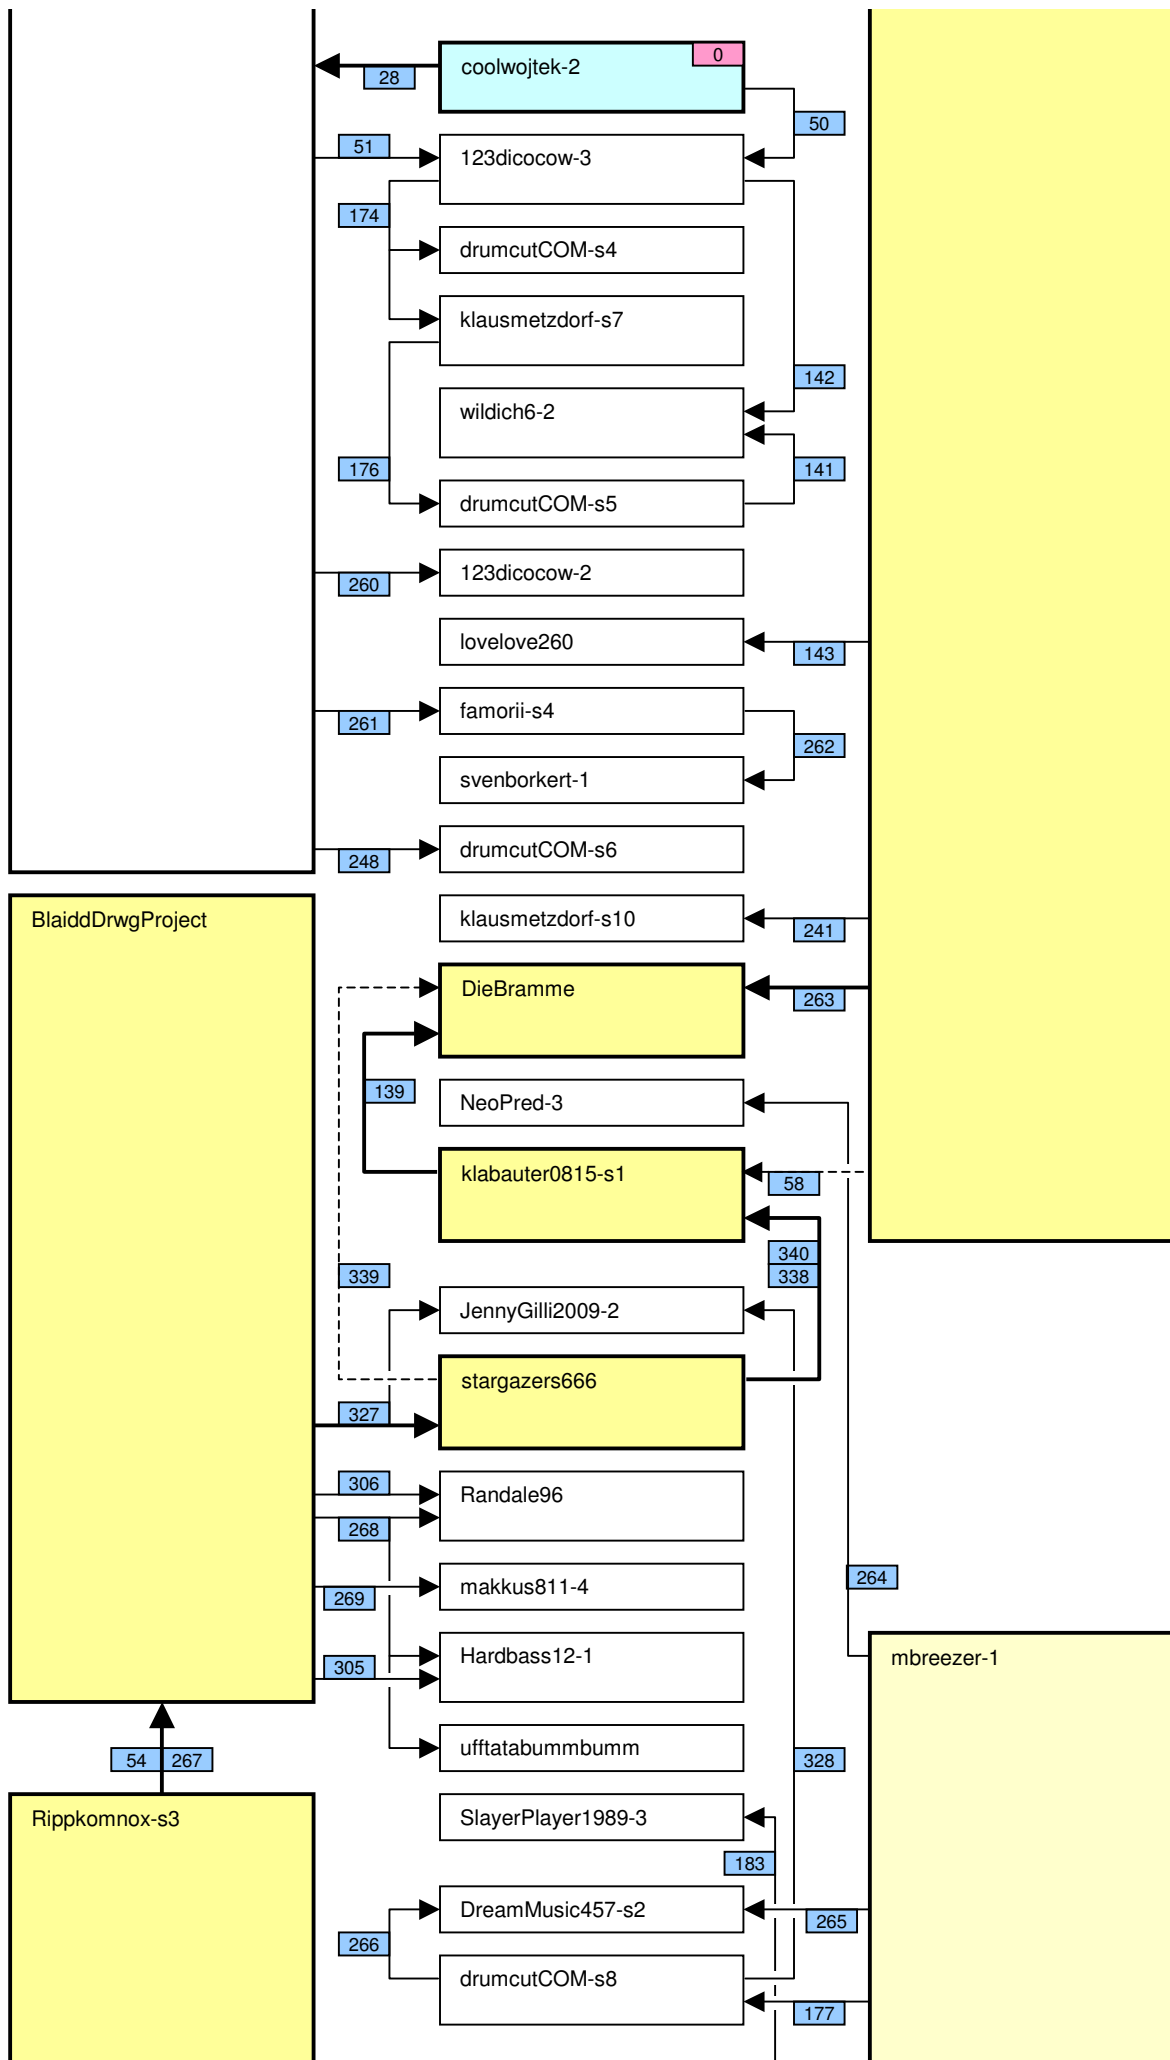 0
coolwojtek-2
28
50
51
123dicocow-3
174
drumcutCOM-s4
klausmetzdorf-s7
142
wildich6-2
176
141
drumcutCOM-s5
123dicocow-2
260
lovelove260
143
famorii-s4
261
262
svenborkert-1
drumcutCOM-s6
248
BlaiddDrwgProject
klausmetzdorf-s10
241
DieBramme
263
139
NeoPred-3
klabauter0815-s1
58
340
339
338
JennyGilli2009-2
stargazers666
327
306
Randale96
268
264
makkus811-4
269
Hardbass12-1
mbreezer-1
305
ufftatabummbumm
54
267
328
Rippkomnox-s3
SlayerPlayer1989-3
183
DreamMusic457-s2
265
266
drumcutCOM-s8
177